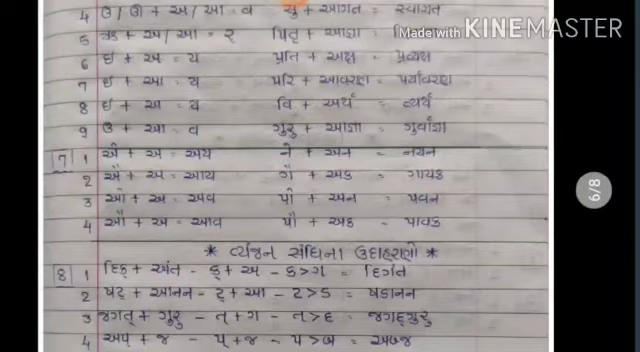 4 ઉ/ઊ + અ/આ = વ સુ + આગત = સ્વાગત
5 ઋ + અ/આ = ર પિતૃ + આજ્ઞા =
Made with KINEMASTER
6 ઇ + અ = ય પ્રતિ + અક્ષ = પ્રત્યક્ષ
7 ઇ + અ = ય પરિ + આવરણ = પર્યાવરણ
8 ઇ + અ = ય વિ + અર્થ = વ્યર્થ
9 ઉ + આ = વ ગુરુ + આજ્ઞા = ગુર્વાજ્ઞા
7 1 એ + અ = અય ને + અન = નયન
2 ઐ + અ = આય ગૈ + અક = ગાયક
3 ઓ + અ = અવ પો + અન = પવન
4 ઔ + અ = આવ પૌ + અક = પાવક
* વ્યંજન સંધિના ઉદાહરણો *
8 1 દિક્ + અંત - ક્ + અ - ક > ગ = દિગંત
2 ષટ્ + આનન - ટ્ + આ - ટ > ડ = ષડાનન
3 જગત્ + ગુરુ - ત્ + ગ - ત > દ = જગદ્ગુરુ
4 અપ્ + જ - પ્ + જ - પ > બ = અબ્જ
6/8